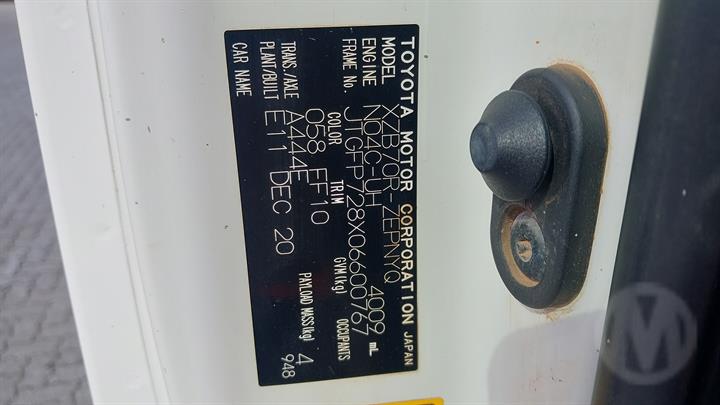 TOYOTA MOTOR CORPORATION JAPAN
MODEL XZB70R-ZEPNYQ
ENGINE N04C-UH 4009 mL
FRAME No. JTGFP728X06600767
COLOR TRIM GVM(kg) OCCUPANTS
058 EF10
TRANS./AXLE A444E
PLANT/BUILT E11 DEC 20 PAYLOAD MASS(kg) 4
CAR NAME 948
M